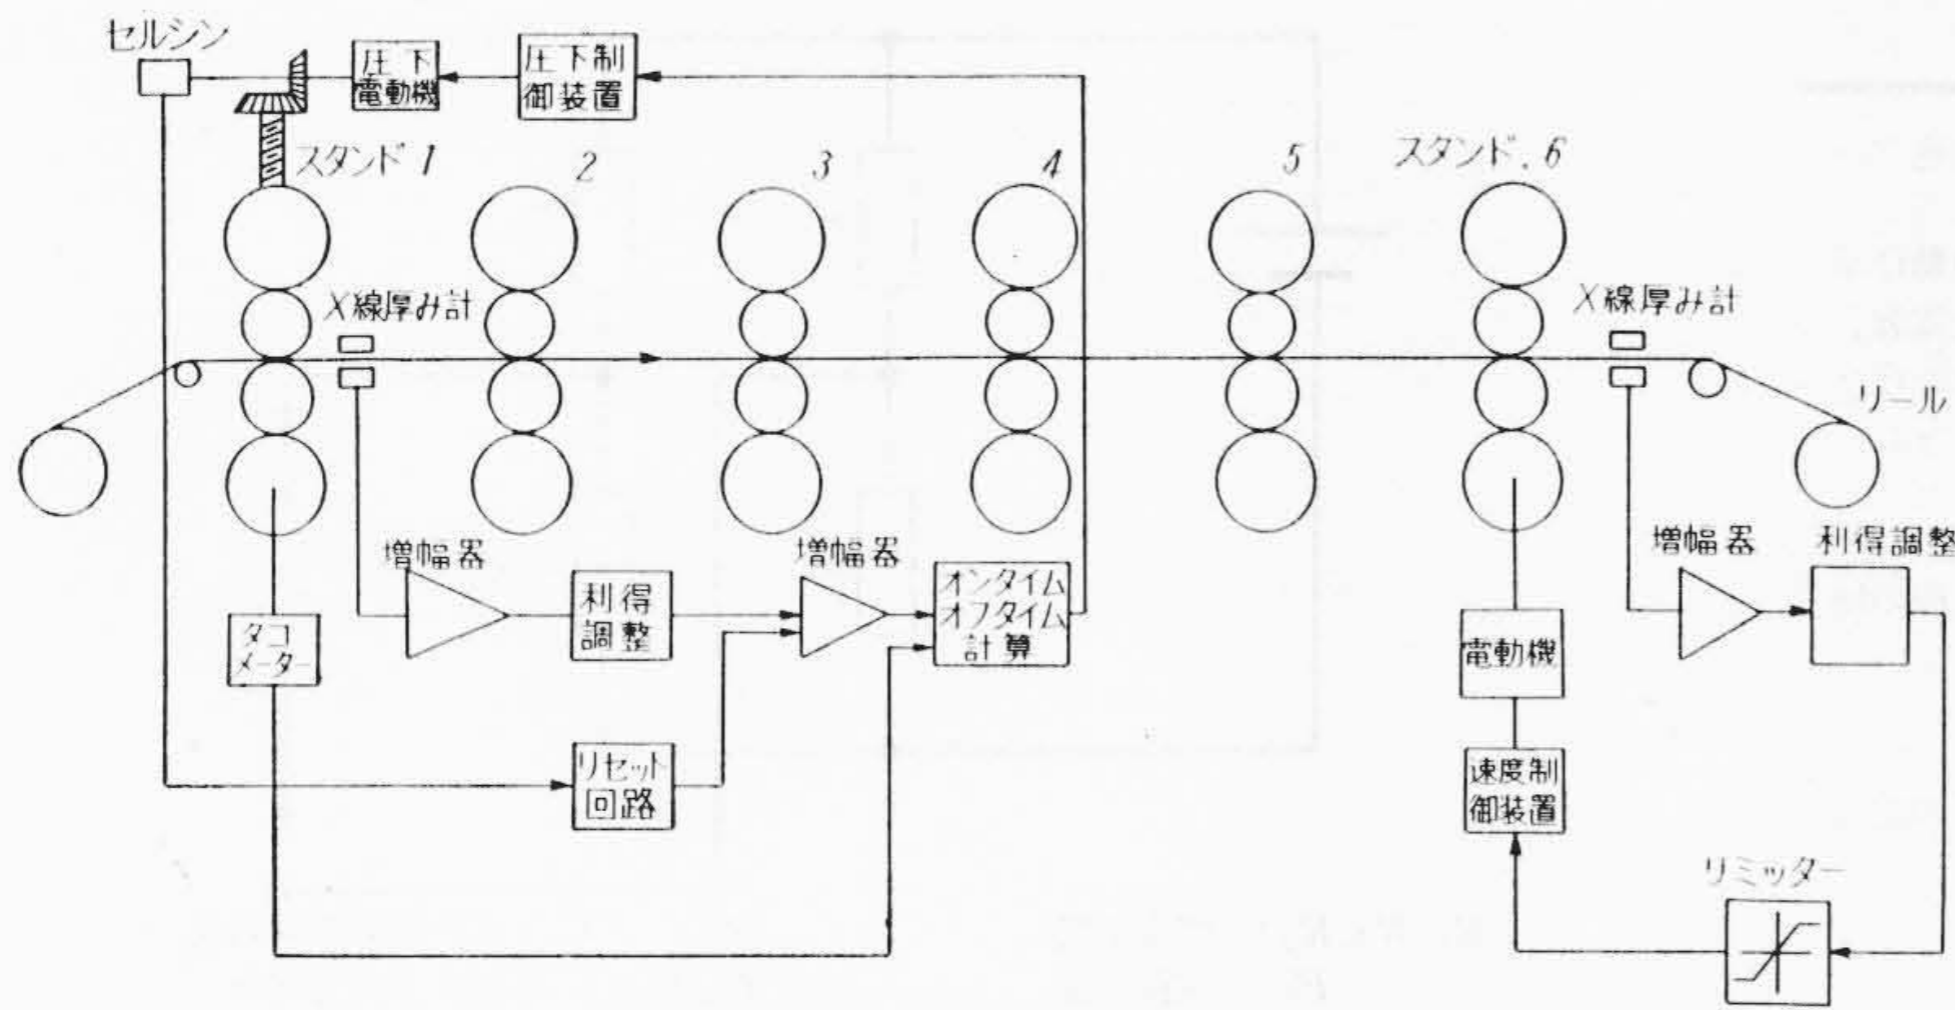 セルシン
圧下
電動機
圧下制
御装置
スタンド1
2
3
4
5
スタンド.6
X線厚み計
X線厚み計
リール
増幅器
利得
調整
増幅器
オンタイム
オフタイム
計算
タコ
メーター
リセット
回路
電動機
速度制
御装置
増幅器
利得調整
リミッター